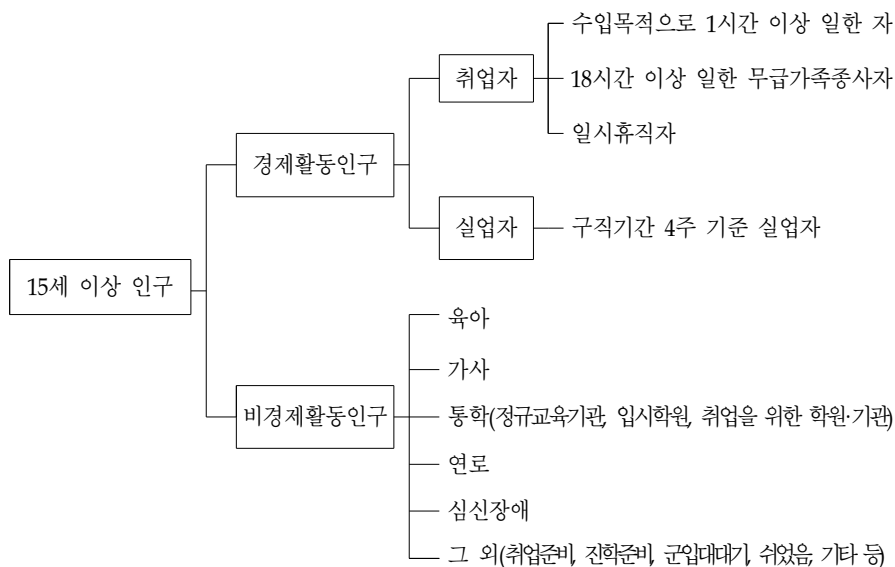 수입목적으로 1시간 이상 일한 자
취업자
18시간 이상 일한 무급가족종사자
일시휴직자
경제활동인구
실업자
구직기간 4주 기준 실업자
15세 이상 인구
육아
가사
비경제활동인구
통학(정규교육기관, 입시학원, 취업을 위한 학원·기관)
연로
심신장애
그 외(취업준비, 진학준비, 군입대대기, 쉬었음, 기타 등)